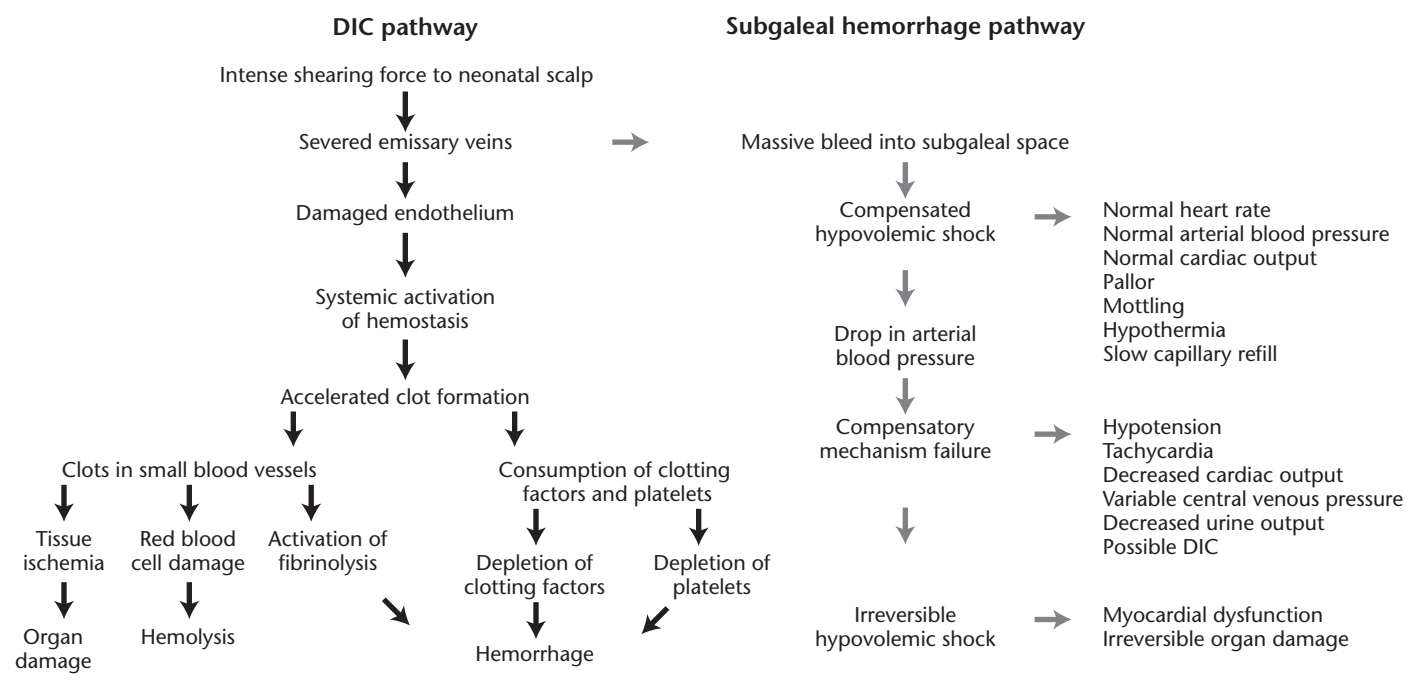 DIC pathway
Intense shearing force to neonatal scalp
Severed emissary veins
Damaged endothelium
Systemic activation
of hemostasis
Accelerated clot formation
Clots in small blood vessels
Tissue
ischemia
Organ
damage
Red blood
cell damage
Hemolysis
Activation of
fibrinolysis
Consumption of clotting
factors and platelets
Depletion of
clotting factors
Depletion of
platelets
Hemorrhage
Subgaleal hemorrhage pathway
Massive bleed into subgaleal space
Compensated
hypovolemic shock
Normal heart rate
Normal arterial blood pressure
Normal cardiac output
Pallor
Mottling
Hypothermia
Slow capillary refill
Drop in arterial
blood pressure
Compensatory
mechanism failure
Hypotension
Tachycardia
Decreased cardiac output
Variable central venous pressure
Decreased urine output
Possible DIC
Irreversible
hypovolemic shock
Myocardial dysfunction
Irreversible organ damage